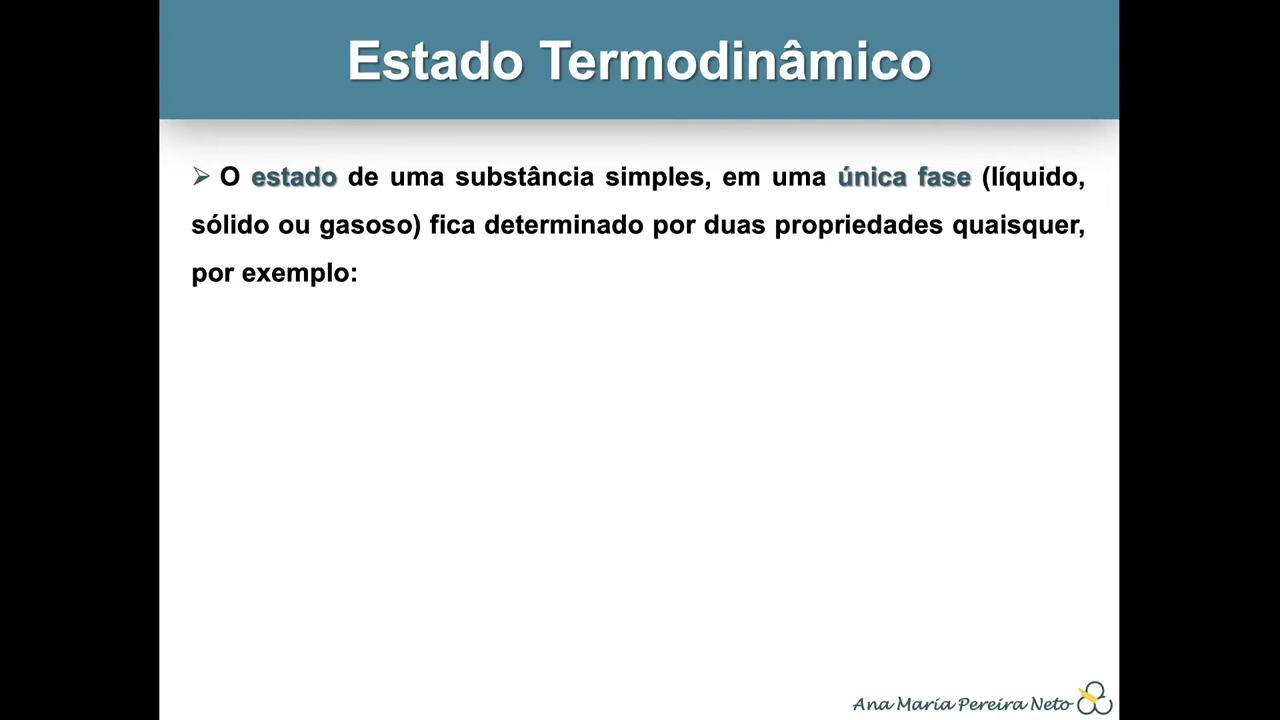 Estado Termodinâmico
➢ O estado de uma substância simples, em uma única fase (líquido,
sólido ou gasoso) fica determinado por duas propriedades quaisquer,
por exemplo:
Ana Maria Pereira Neto